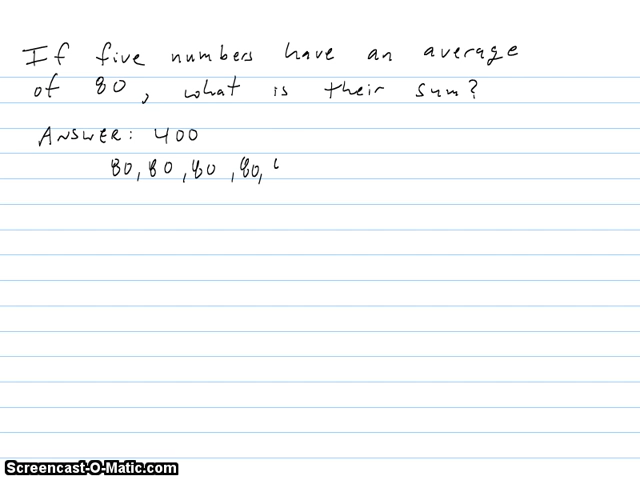 If five numbers have an average
of 80, what is their sum?
ANSWER: 400
80, 80, 80, 80,
Screencast-O-Matic.com